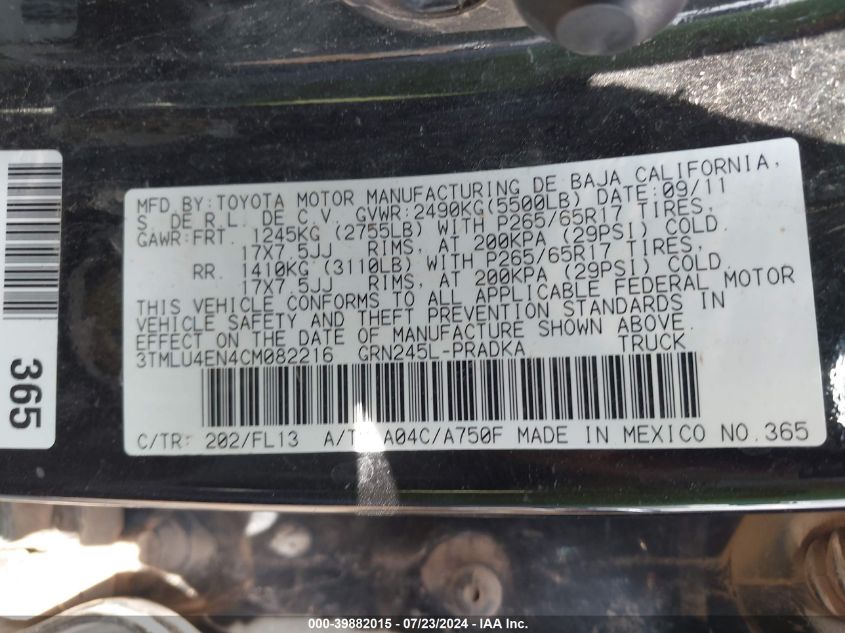 MFD BY:TOYOTA MOTOR MANUFACTURING DE BAJA CALIFORNIA,
S. DE R.L. DE C.V. GVWR:2490KG(5500LB) DATE:09/11
GAWR:FRT. 1245KG (2755LB) WITH P265/65R17 TIRES,
17X7.5JJ RIMS, AT 200KPA (29PSI) COLD.
RR. 1410KG (3110LB) WITH P265/65R17 TIRES,
17X7.5JJ RIMS, AT 200KPA (29PSI) COLD.
THIS VEHICLE CONFORMS TO ALL APPLICABLE FEDERAL MOTOR
VEHICLE SAFETY AND THEFT PREVENTION STANDARDS IN
EFFECT ON THE DATE OF MANUFACTURE SHOWN ABOVE.
3TMLU4EN4CM082216 GRN245L-PRADKA TRUCK
C/TR: 202/FL13 A/T A04C/A750F MADE IN MEXICO NO.365
365
000-39882015 - 07/23/2024 - IAA Inc.